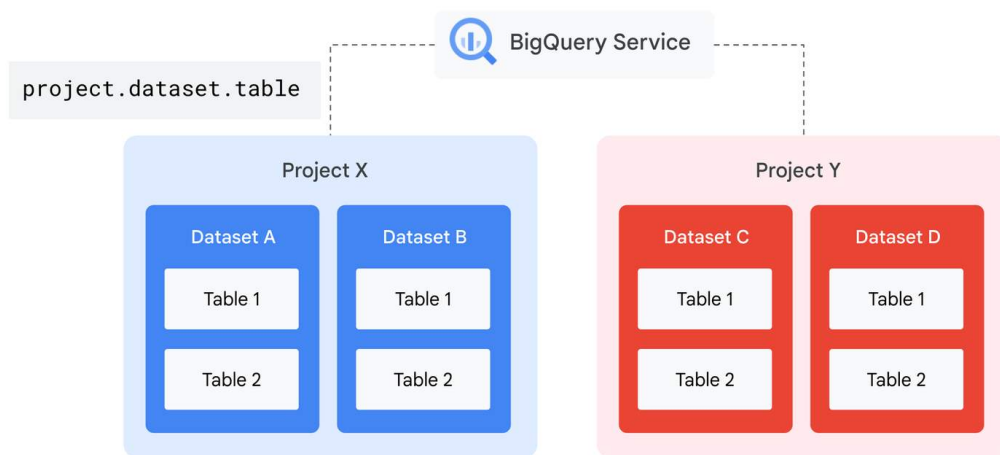 BigQuery Service
project.dataset.table
Project X
Dataset A
Table 1
Table 2
Dataset B
Table 1
Table 2
Project Y
Dataset C
Table 1
Table 2
Dataset D
Table 1
Table 2